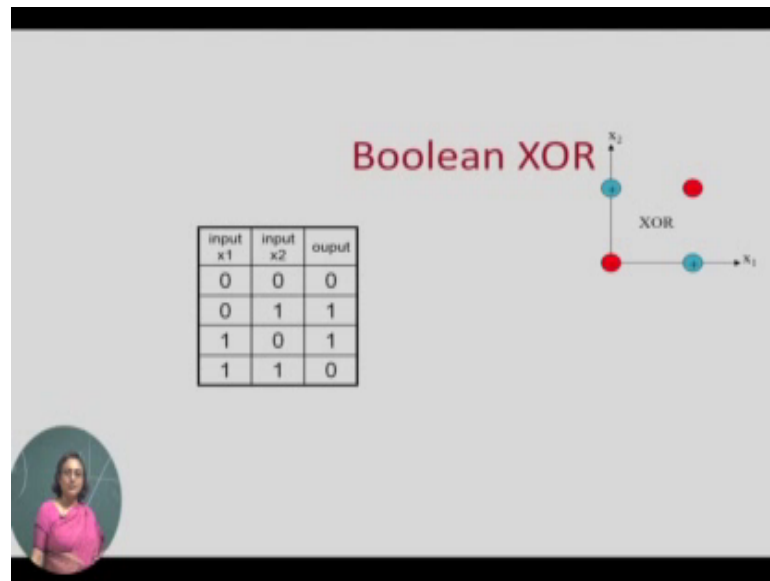 Boolean XOR
x2
XOR
x1
input x1 input x2 ouput
0 0 0
0 1 1
1 0 1
1 1 0